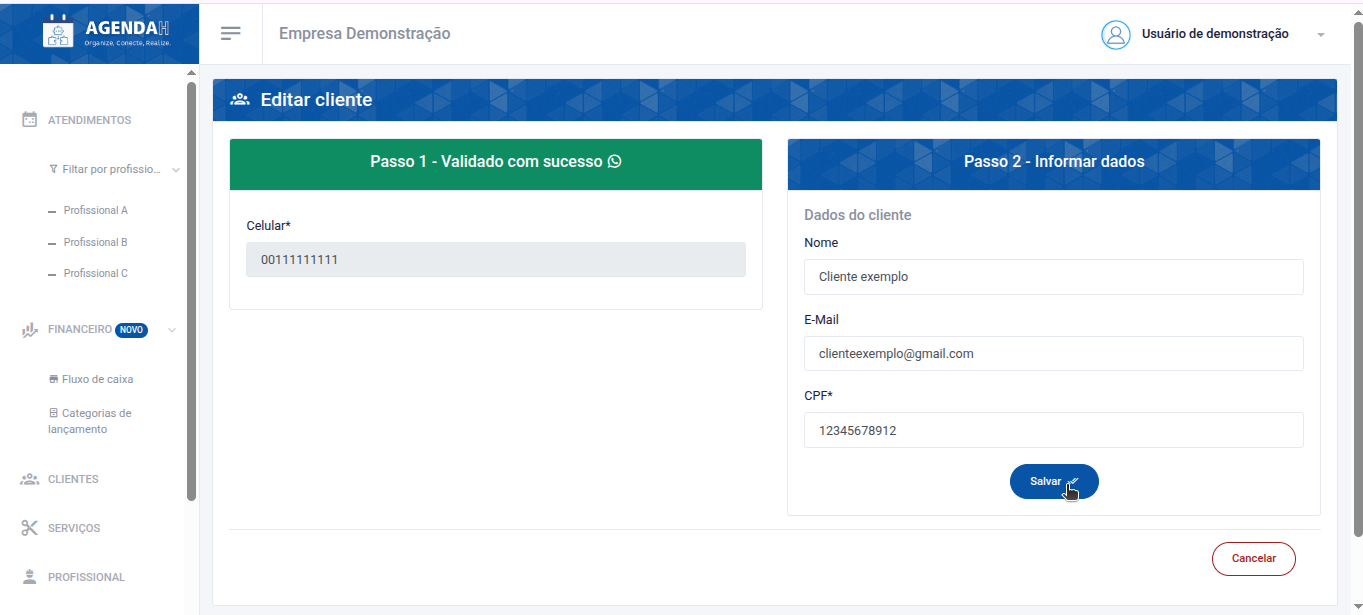 AGENDAH
Organize, Conecte, Realize.
Empresa Demonstração
Usuário de demonstração
ATENDIMENTOS
Filtar por profissio...
Profissional A
Profissional B
Profissional C
FINANCEIRO NOVO
Fluxo de caixa
Categorias de
lançamento
CLIENTES
SERVIÇOS
PROFISSIONAL
Editar cliente
Passo 1 - Validado com sucesso
Celular*
00111111111
Passo 2 - Informar dados
Dados do cliente
Nome
Cliente exemplo
E-Mail
clienteexemplo@gmail.com
CPF*
12345678912
Salvar
Cancelar